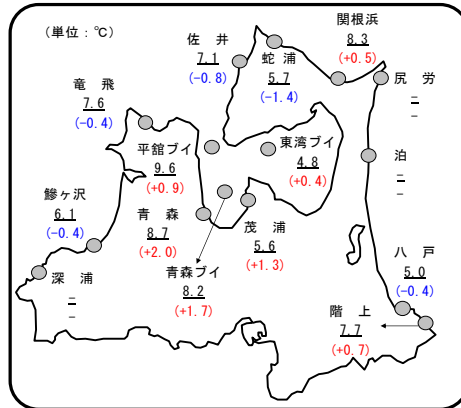 (単位：℃)
佐井
7.1
(-0.8)
蛇浦
5.7
(-1.4)
関根浜
8.3
(+0.5)
尻労
－
－
竜飛
7.6
(-0.4)
平舘ブイ
9.6
(+0.9)
東湾ブイ
4.8
(+0.4)
泊
－
－
鰺ヶ沢
6.1
(-0.4)
青森
8.7
(+2.0)
茂浦
5.6
(+1.3)
青森ブイ
8.2
(+1.7)
深浦
－
－
八戸
5.0
(-0.4)
階上
7.7
(+0.7)